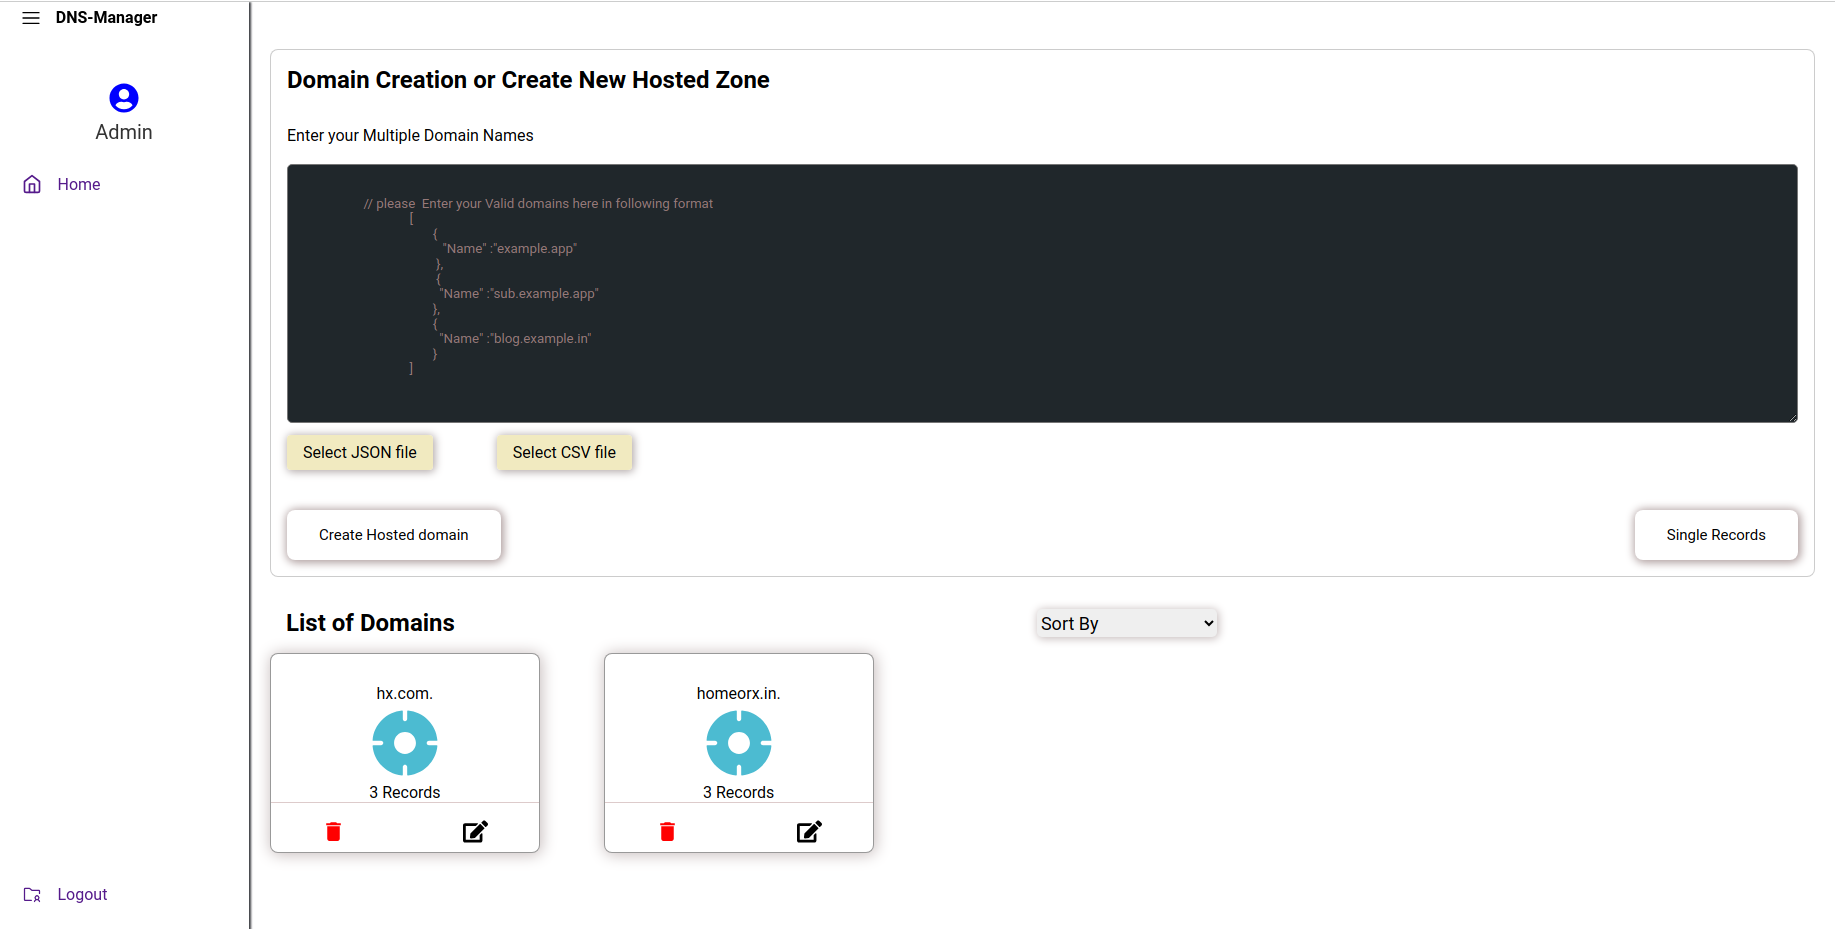 DNS-Manager
Admin
Home
Logout
Domain Creation or Create New Hosted Zone
Enter your Multiple Domain Names
// please  Enter your Valid domains here in following format
[
{
"Name" :"example.app"
},
{
"Name" :"sub.example.app"
},
{
"Name" :"blog.example.in"
}
]
Select JSON file
Select CSV file
Create Hosted domain
Single Records
List of Domains
Sort By
hx.com.
3 Records
homeorx.in.
3 Records